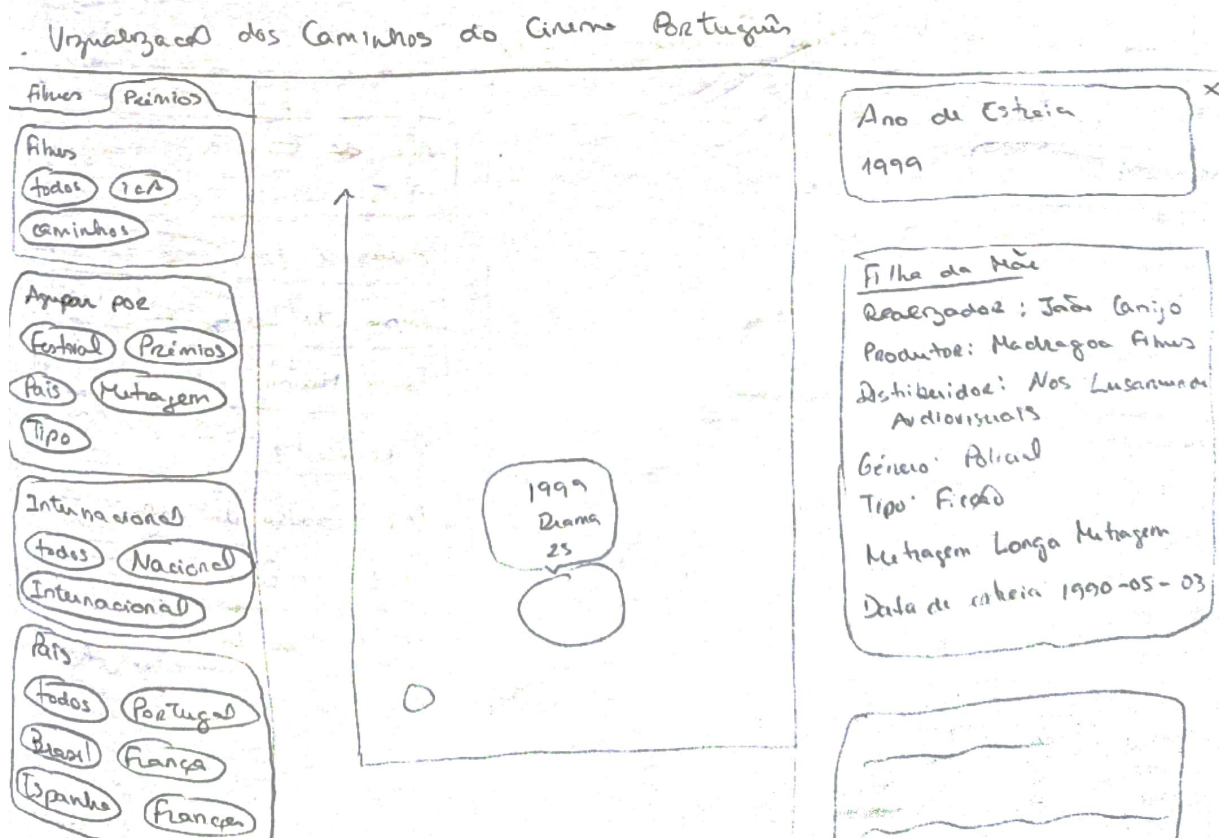 Vizualização dos Caminhos do Cinema Português
Filmes Prémios
Filmes
todos ICA
caminhos
Agrupar por
Festival Prémios
País Metragem
Tipo
Internacional
todos Nacional
Internacional
País
todos Portugal
Brasil França
Espanha França
1999
Drama
25
x
Ano de Estreia
1999
Filha da Mãe
Realizador: João Canijo
Produtor: Madragoa Filmes
Distribuidor: Nos Lusomundo
Audiovisuais
Género: Policial
Tipo: Ficção
Metragem Longa Metragem
Data de estreia 1990-05-03